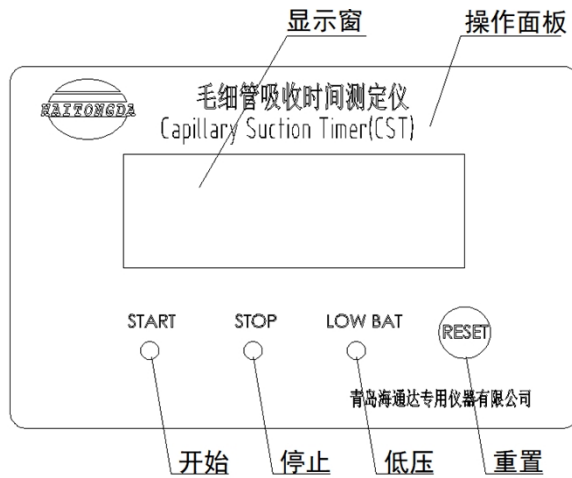 显示窗 操作面板
HAITONGDA
毛细管吸收时间测定仪
Capillary Suction Timer(CST)
START STOP LOW BAT RESET
青岛海通达专用仪器有限公司
开始 停止 低压 重置